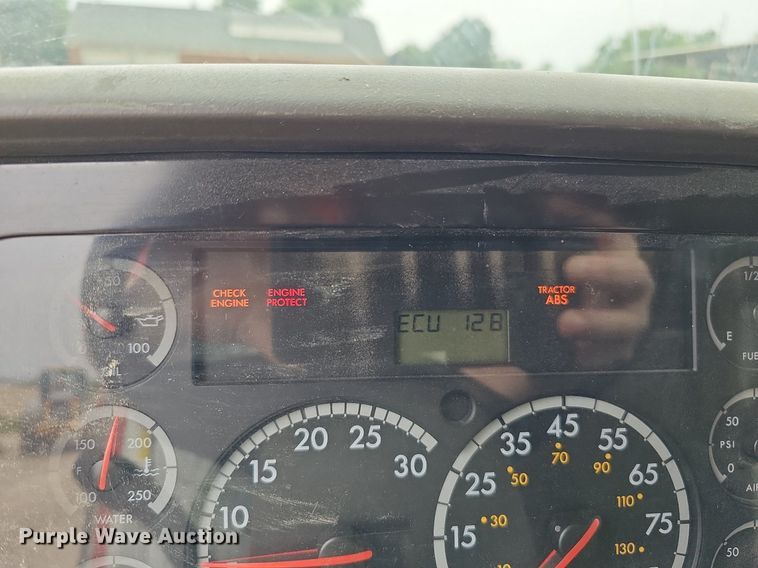 CHECK
ENGINE
ENGINE
PROTECT
TRACTOR
ABS
ECU 128
50
100
OIL
150
200
F
100
250
WATER
10
15
20
25
30
15
25
35
45
55
65
75
30
50
70
90
110
130
1/2
E
FUEL
50
PSI
0
50
Purple Wave Auction